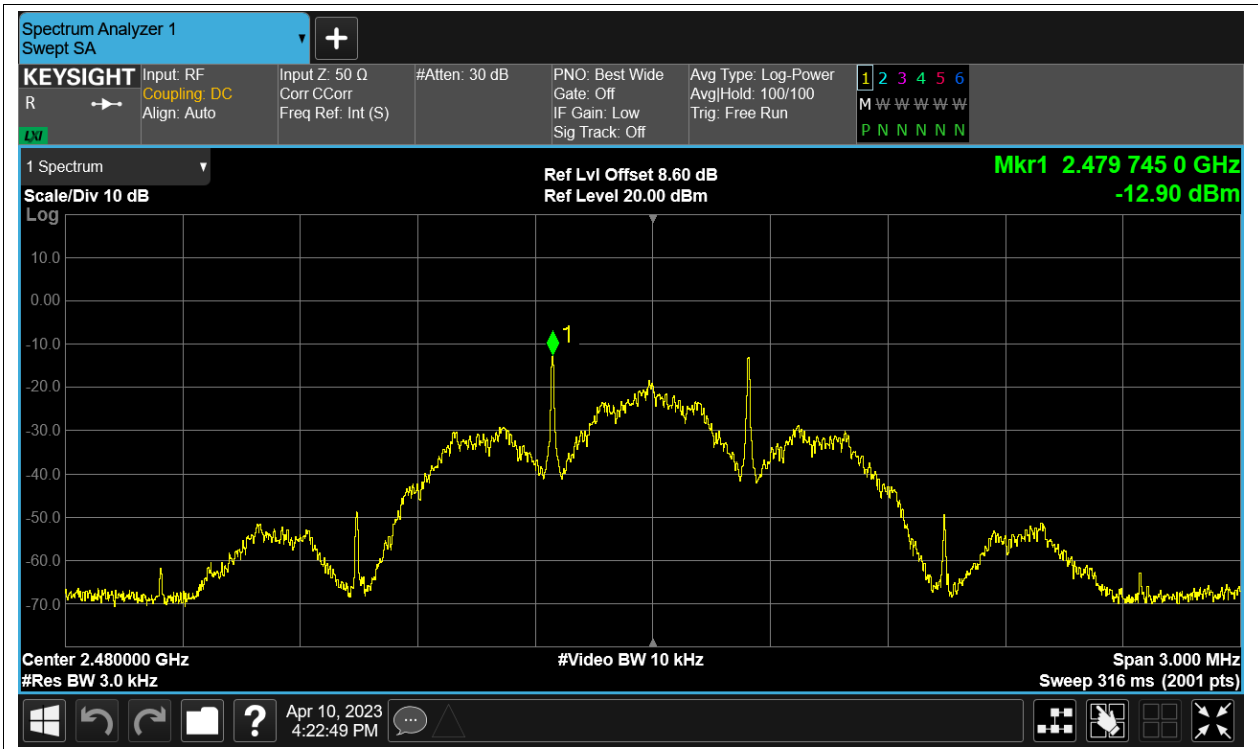 Spectrum Analyzer 1
Swept SA
KEYSIGHT
R
LXI
Input: RF
Coupling: DC
Align: Auto
Input Z: 50 Ω
Corr CCorr
Freq Ref: Int (S)
#Atten: 30 dB
PNO: Best Wide
Gate: Off
IF Gain: Low
Sig Track: Off
Avg Type: Log-Power
Avg|Hold: 100/100
Trig: Free Run
1 2 3 4 5 6
M W W W W W
P N N N N N
1 Spectrum
Scale/Div 10 dB
Log
Ref Lvl Offset 8.60 dB
Ref Level 20.00 dBm
Mkr1 2.479 745 0 GHz
-12.90 dBm
10.0
0.00
-10.0
-20.0
-30.0
-40.0
-50.0
-60.0
-70.0
1
Center 2.480000 GHz
#Video BW 10 kHz
Span 3.000 MHz
#Res BW 3.0 kHz
Sweep 316 ms (2001 pts)
?
Apr 10, 2023
4:22:49 PM